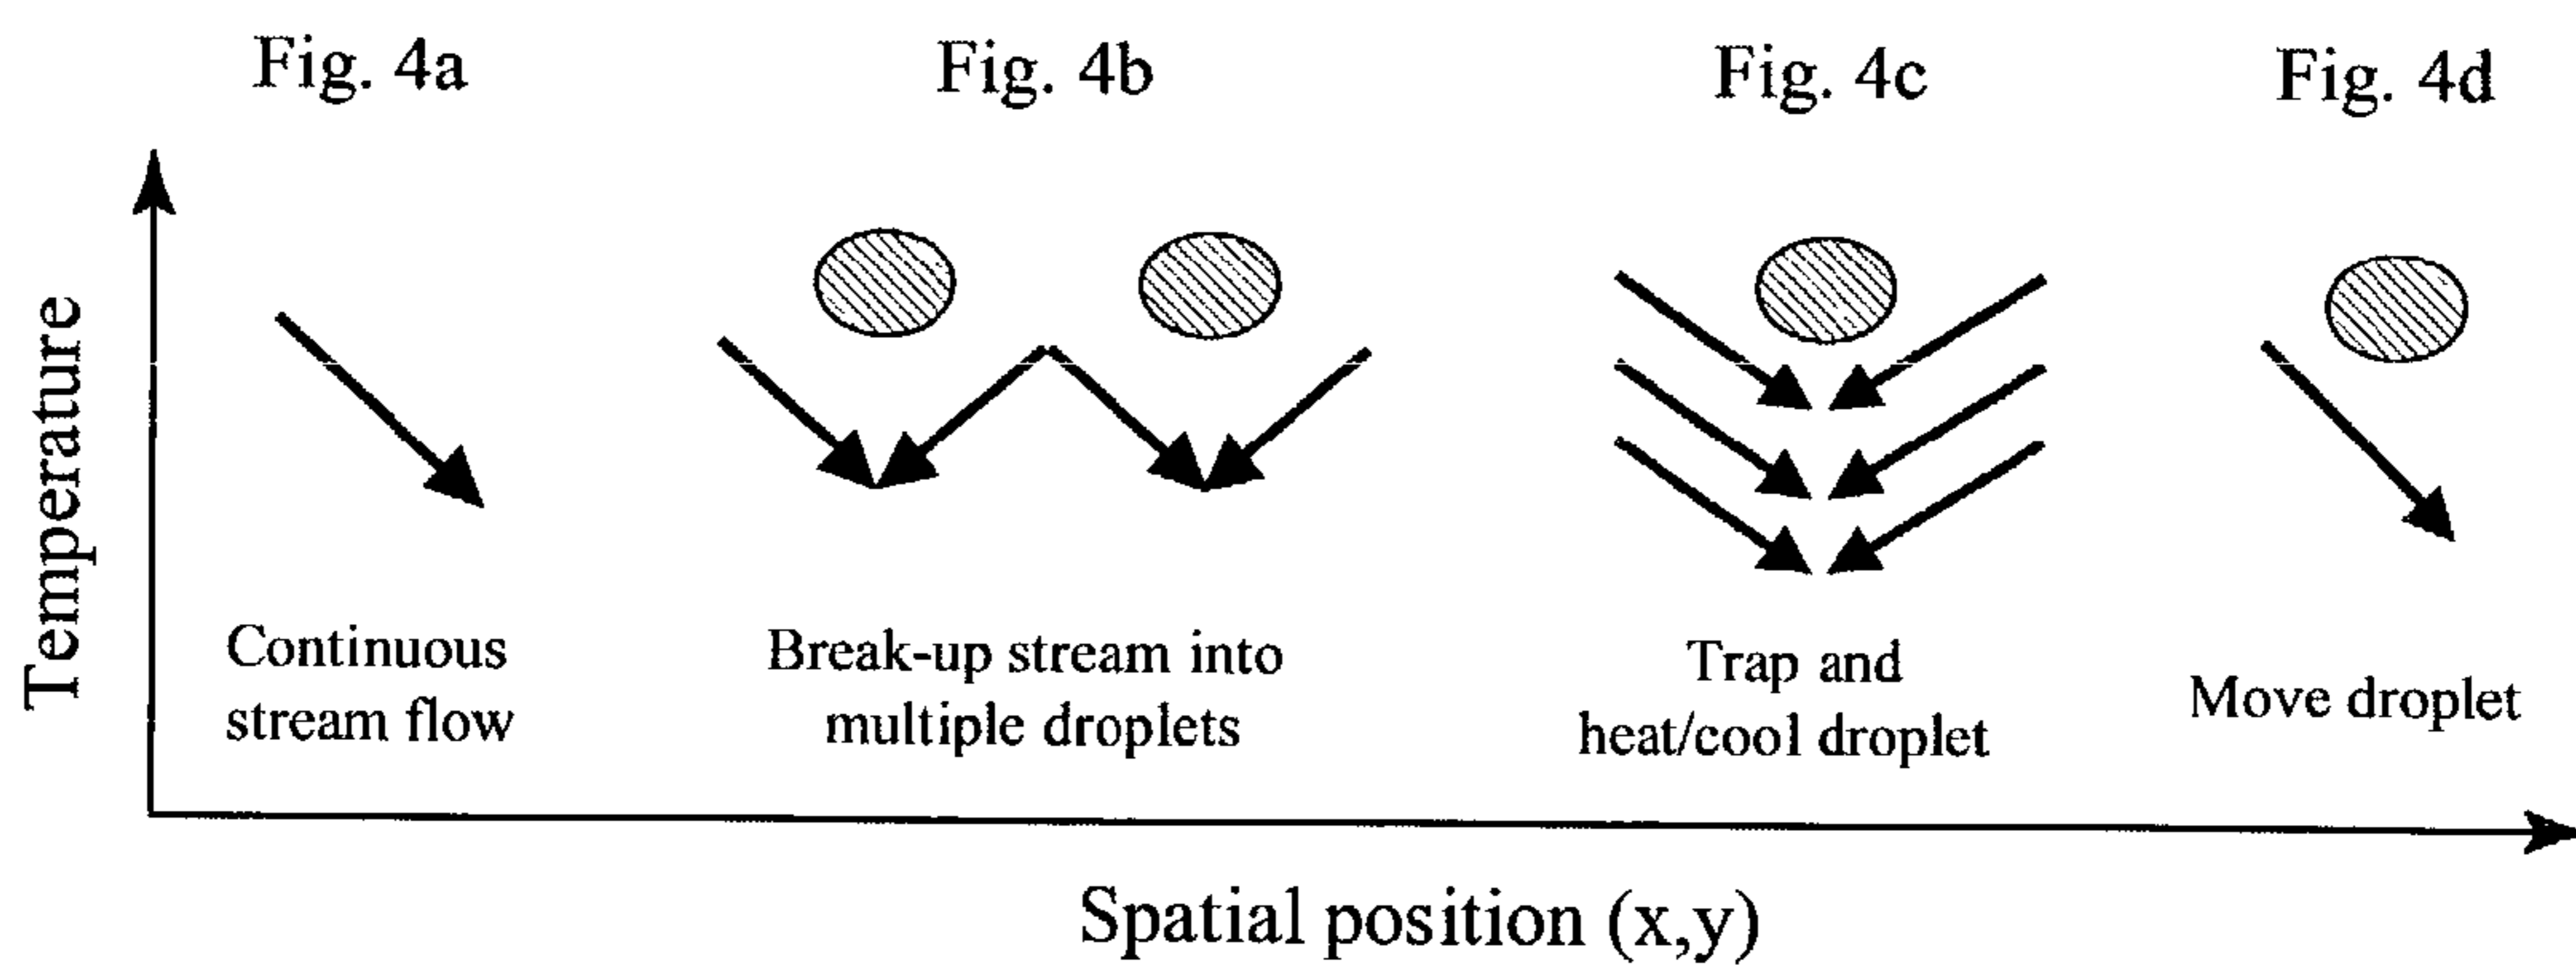 Fig. 4a
Fig. 4b
Fig. 4c
Fig. 4d
Temperature
Continuous
stream flow
Break-up stream into
multiple droplets
Trap and
heat/cool droplet
Move droplet
Spatial position (x,y)